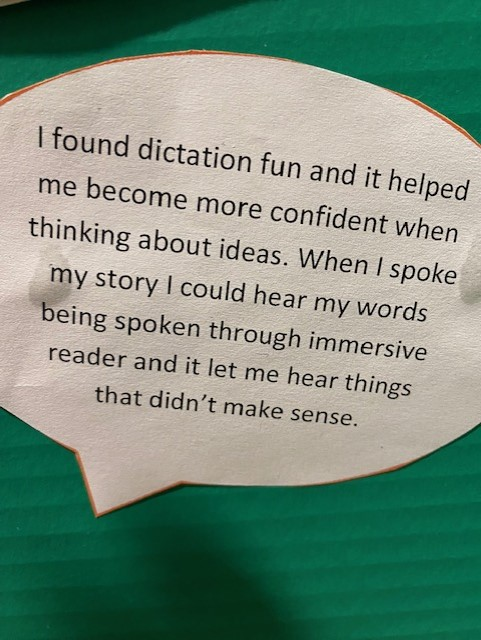 I found dictation fun and it helped
me become more confident when
thinking about ideas. When I spoke
my story I could hear my words
being spoken through immersive
reader and it let me hear things
that didn't make sense.